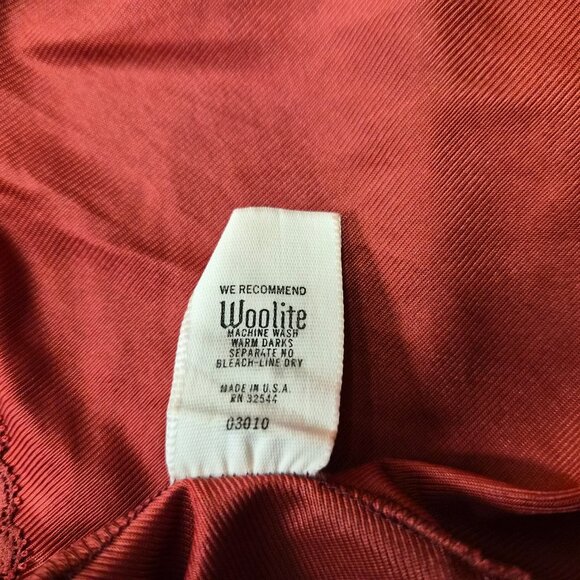 WE RECOMMEND
Woolite
MACHINE WASH
WARM DARKS
SEPARATE NO
BLEACH-LINE DRY
MADE IN U.S.A.
RN 32544
03010